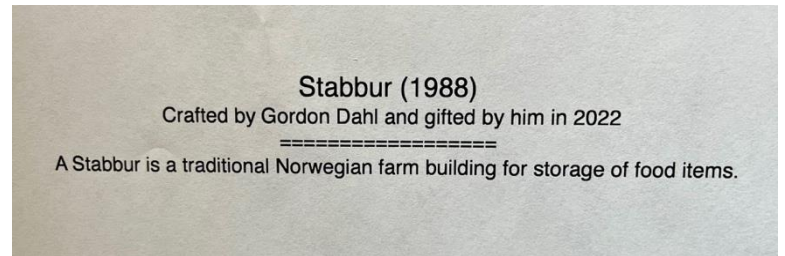 Stabbur (1988)
Crafted by Gordon Dahl and gifted by him in 2022
==================
A Stabbur is a traditional Norwegian farm building for storage of food items.